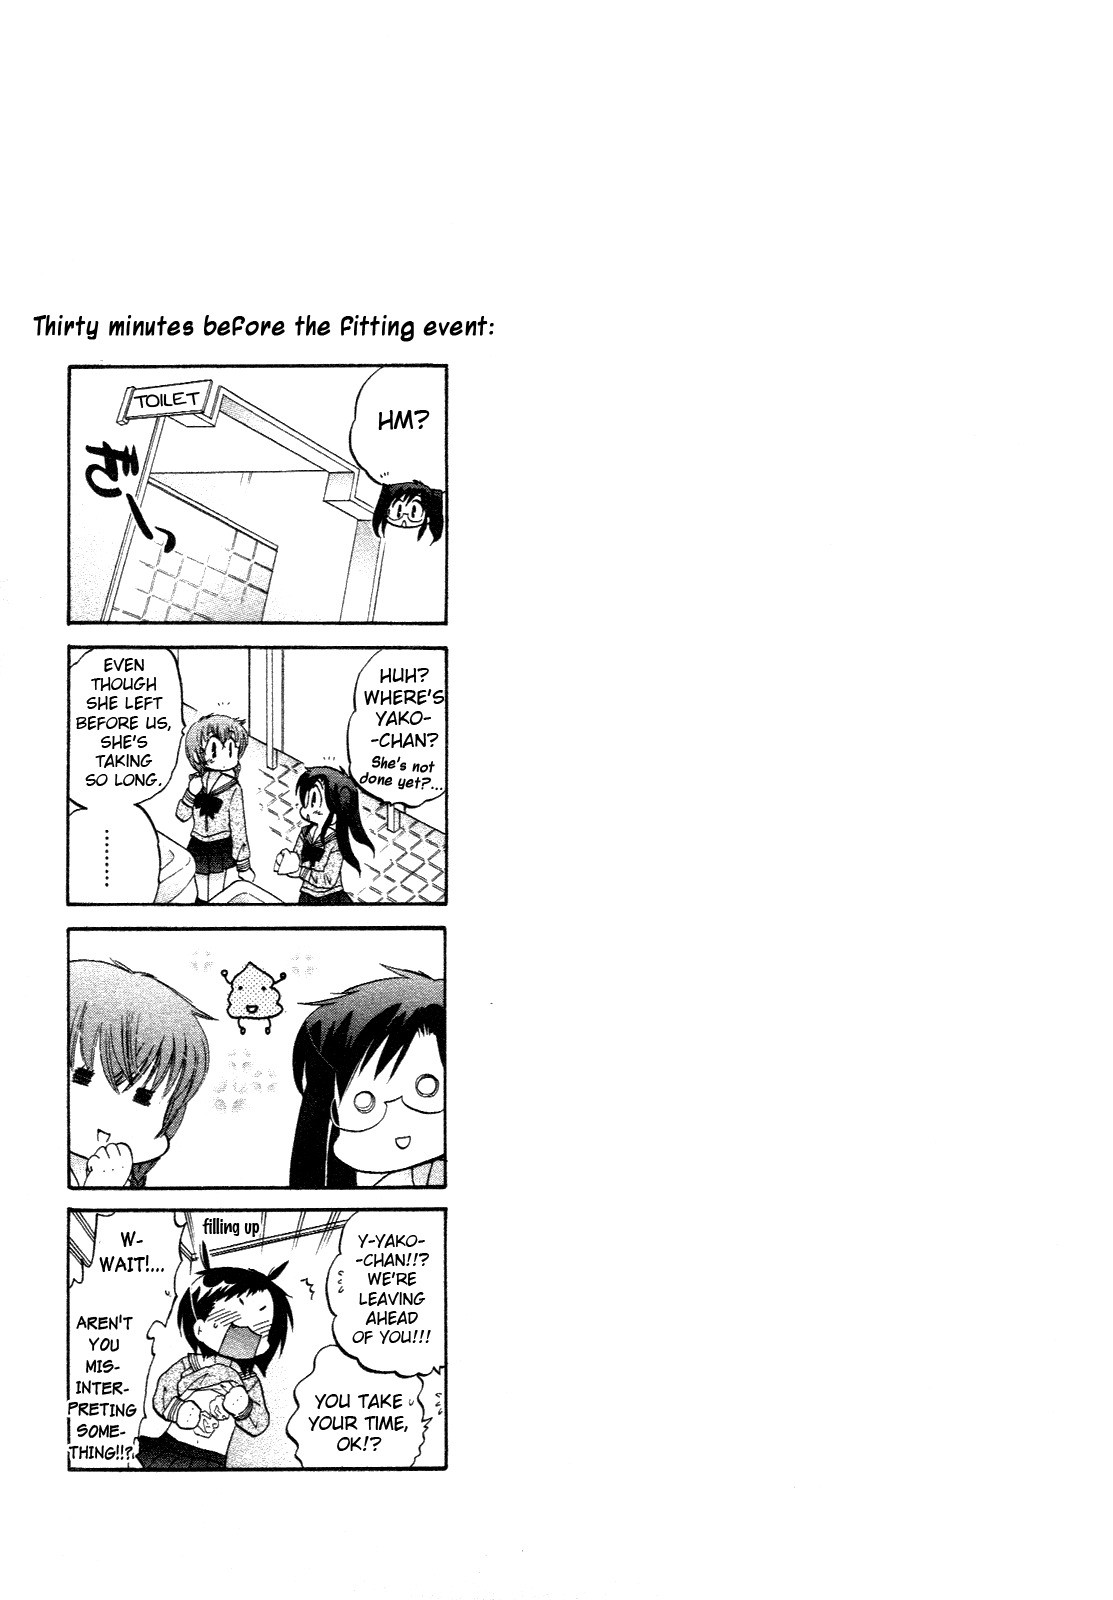 Thirty minutes before the fitting event:
TOILET
HM?
HUH?
WHERE'S
YAKO-
-CHAN?
She's not
done yet?...
EVEN
THOUGH
SHE LEFT
BEFORE US,
SHE'S
TAKING
SO LONG.
..........
Y-YAKO-
-CHAN!!?
WE'RE
LEAVING
AHEAD
OF YOU!!!
YOU TAKE
YOUR TIME,
OK!?
filling up
W-
WAIT!...
AREN'T
YOU
MIS-
INTER-
PRETING
SOME-
THING!!?